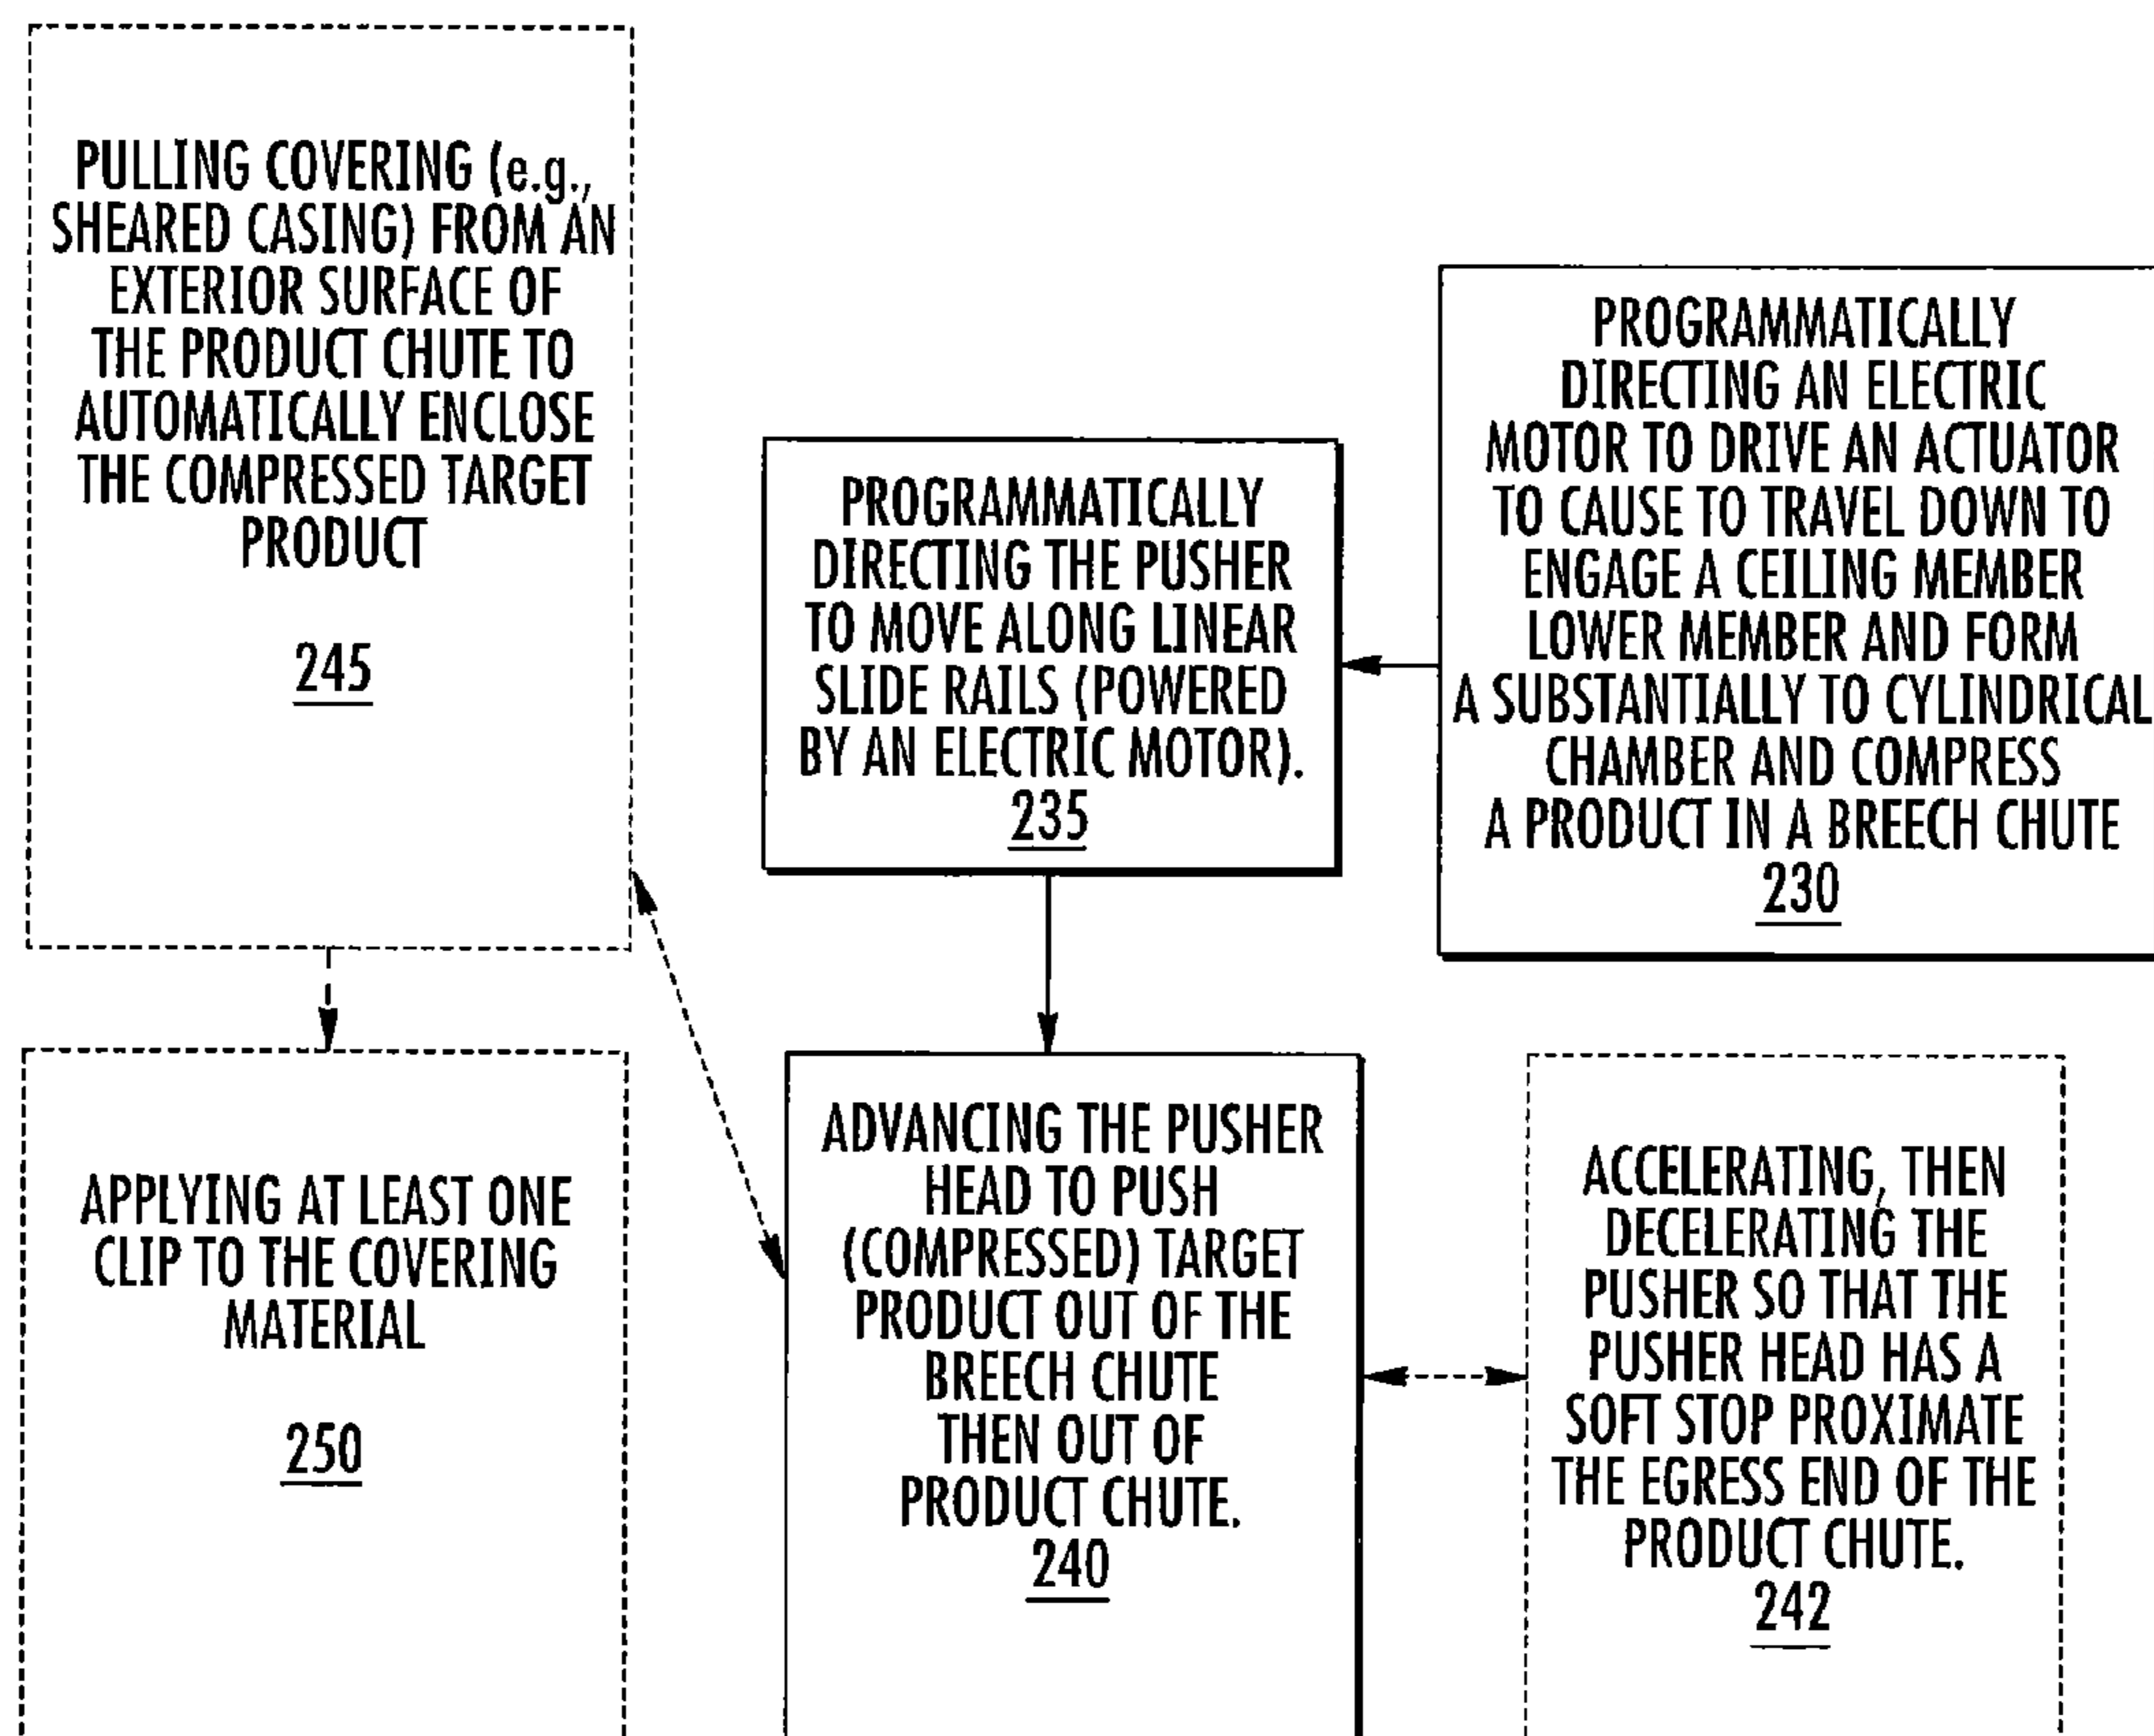 PULLING COVERING (e.g.,
SHEARED CASING) FROM AN
EXTERIOR SURFACE OF
THE PRODUCT CHUTE TO
AUTOMATICALLY ENCLOSE
THE COMPRESSED TARGET
PRODUCT
245
PROGRAMMATICALLY
DIRECTING THE PUSHER
TO MOVE ALONG LINEAR
SLIDE RAILS (POWERED
BY AN ELECTRIC MOTOR).
235
PROGRAMMATICALLY
DIRECTING AN ELECTRIC
MOTOR TO DRIVE AN ACTUATOR
TO CAUSE TO TRAVEL DOWN TO
ENGAGE A CEILING MEMBER
LOWER MEMBER AND FORM
A SUBSTANTIALLY TO CYLINDRICAL
CHAMBER AND COMPRESS
A PRODUCT IN A BREECH CHUTE
230
APPLYING AT LEAST ONE
CLIP TO THE COVERING
MATERIAL
250
ADVANCING THE PUSHER
HEAD TO PUSH
(COMPRESSED) TARGET
PRODUCT OUT OF THE
BREECH CHUTE
THEN OUT OF
PRODUCT CHUTE.
240
ACCELERATING, THEN
DECELERATING THE
PUSHER SO THAT THE
PUSHER HEAD HAS A
SOFT STOP PROXIMATE
THE EGRESS END OF THE
PRODUCT CHUTE.
242